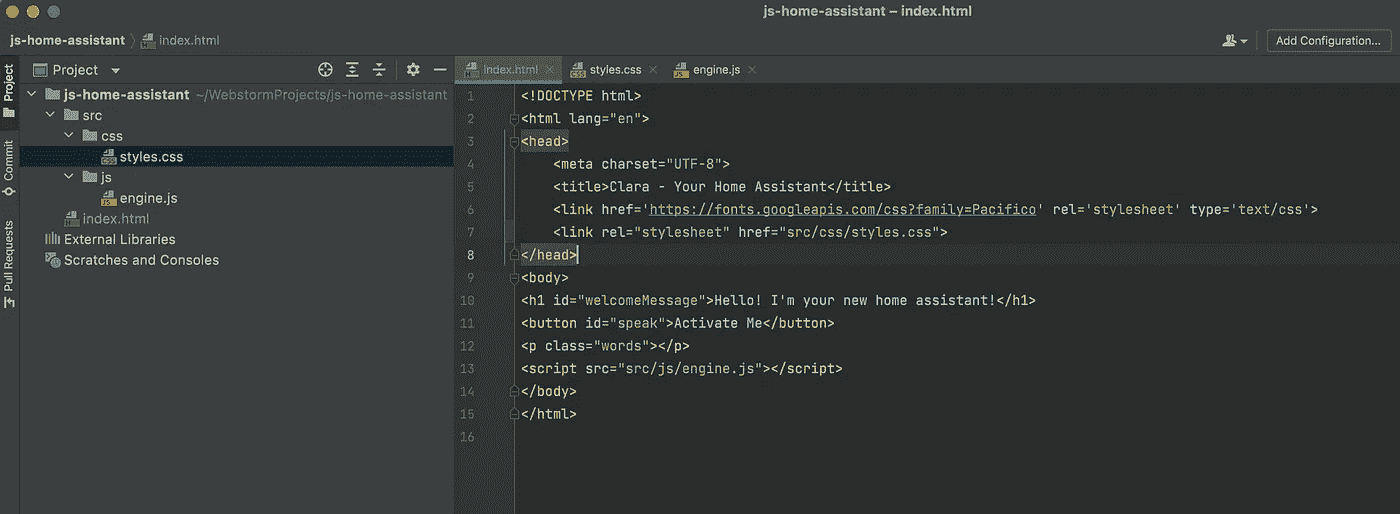 js-home-assistant – index.html
js-home-assistant 〉 index.html
Add Configuration...
Project
Commit
Pull Requests
Project
js-home-assistant ~/WebstormProjects/js-home-assistant
src
css
styles.css
js
engine.js
index.html
External Libraries
Scratches and Consoles
index.html styles.css engine.js
1 <!DOCTYPE html>
2 <html lang="en">
3 <head>
4 <meta charset="UTF-8">
5 <title>Clara - Your Home Assistant</title>
6 <link href='https://fonts.googleapis.com/css?family=Pacifico' rel='stylesheet' type='text/css'>
7 <link rel="stylesheet" href="src/css/styles.css">
8 </head>
9 <body>
10 <h1 id="welcomeMessage">Hello! I'm your new home assistant!</h1>
11 <button id="speak">Activate Me</button>
12 <p class="words"></p>
13 <script src="src/js/engine.js"></script>
14 </body>
15 </html>
16